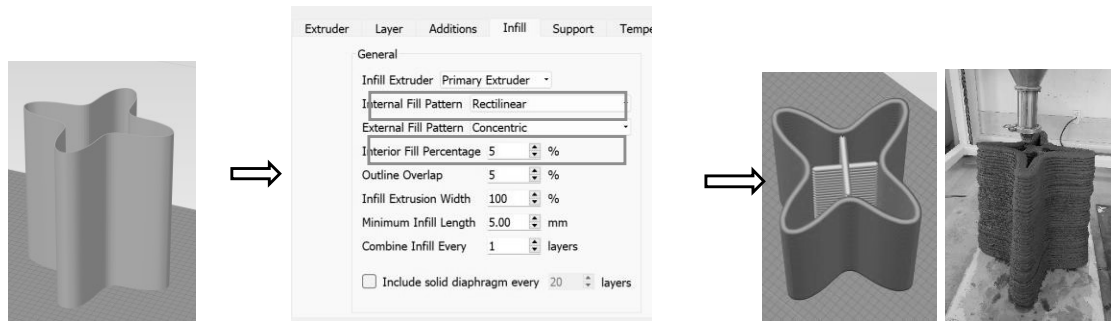 Extruder Layer Additions Infill Support Tempe
General
Infill Extruder Primary Extruder
Internal Fill Pattern Rectilinear
External Fill Pattern Concentric
Interior Fill Percentage 5 %
Outline Overlap 5 %
Infill Extrusion Width 100 %
Minimum Infill Length 5.00 mm
Combine Infill Every 1 layers
Include solid diaphragm every 20 layers